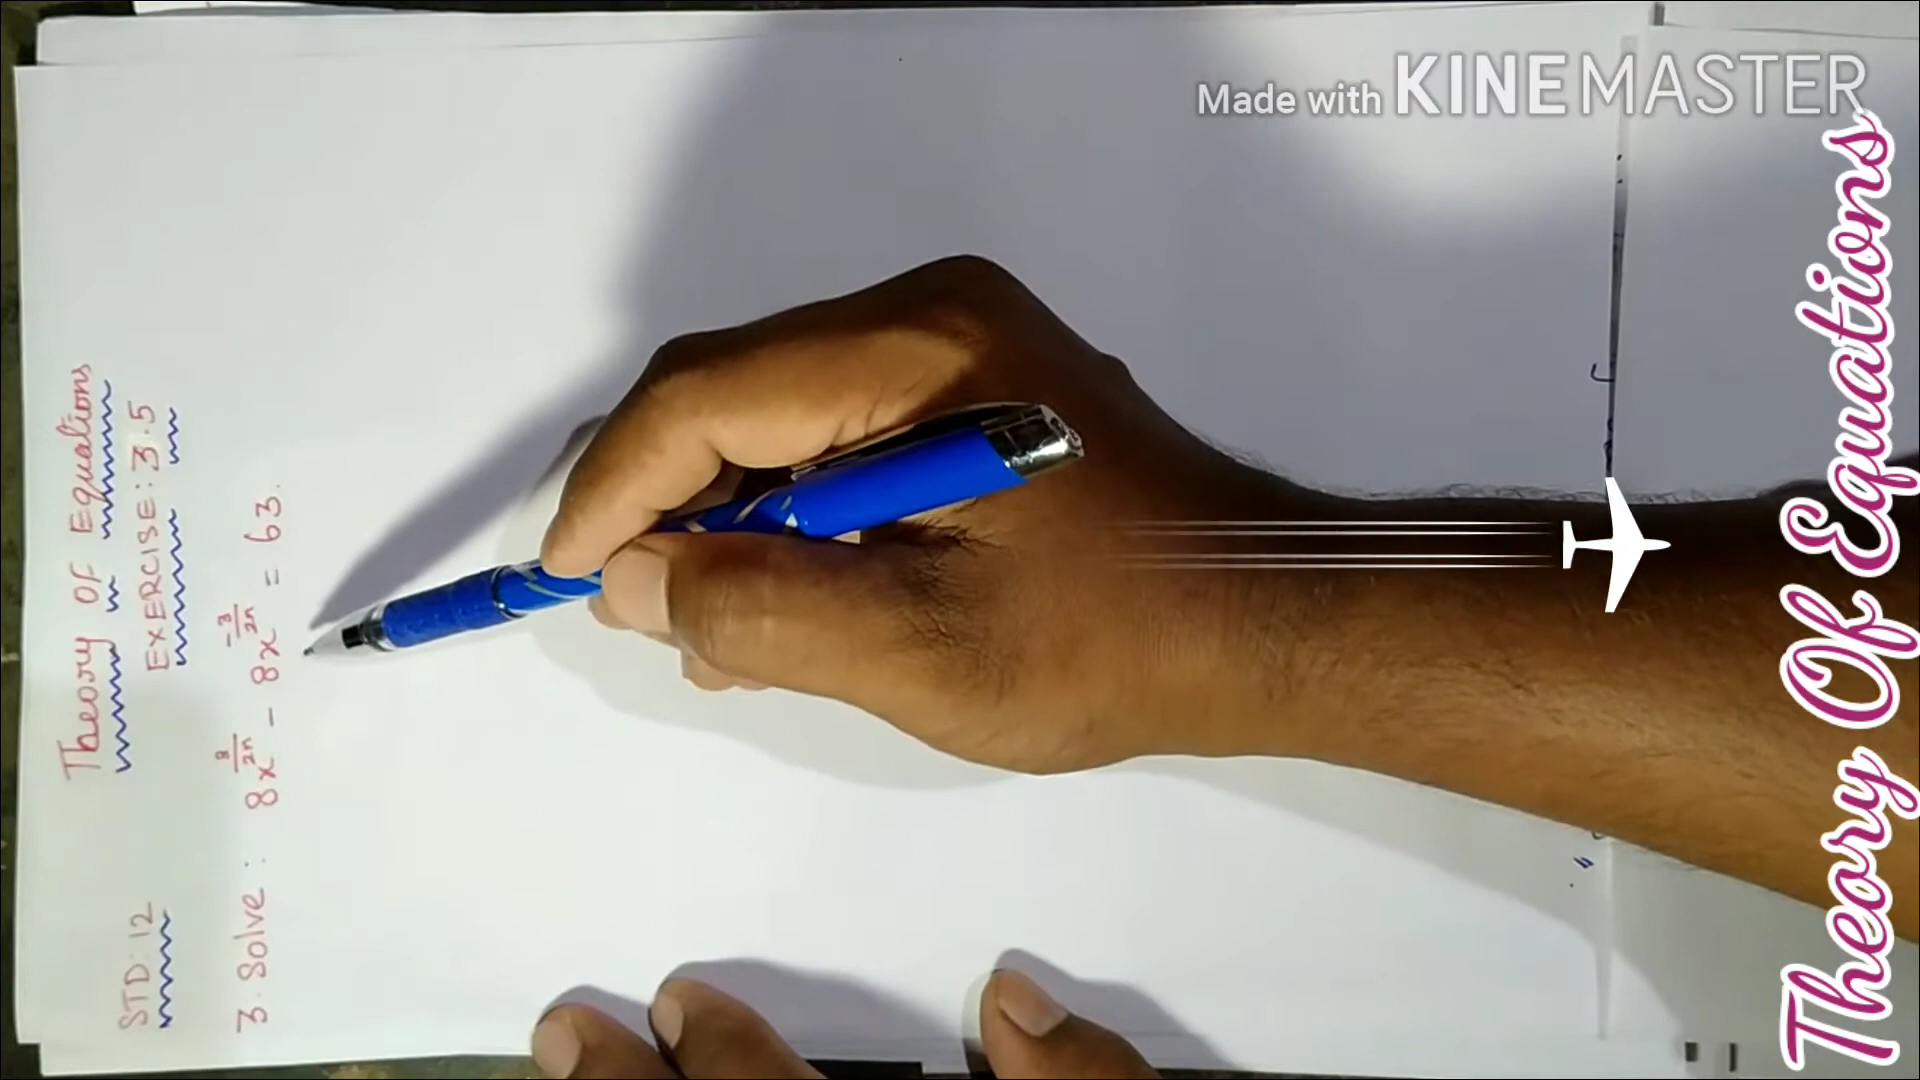 Theory OF Equations
STD: 12 EXERCISE: 3.5
3. Solve : 8x^(3/2n) - 8x^(-3/2n) = 63.
Made with KINEMASTER
Theory Of Equations